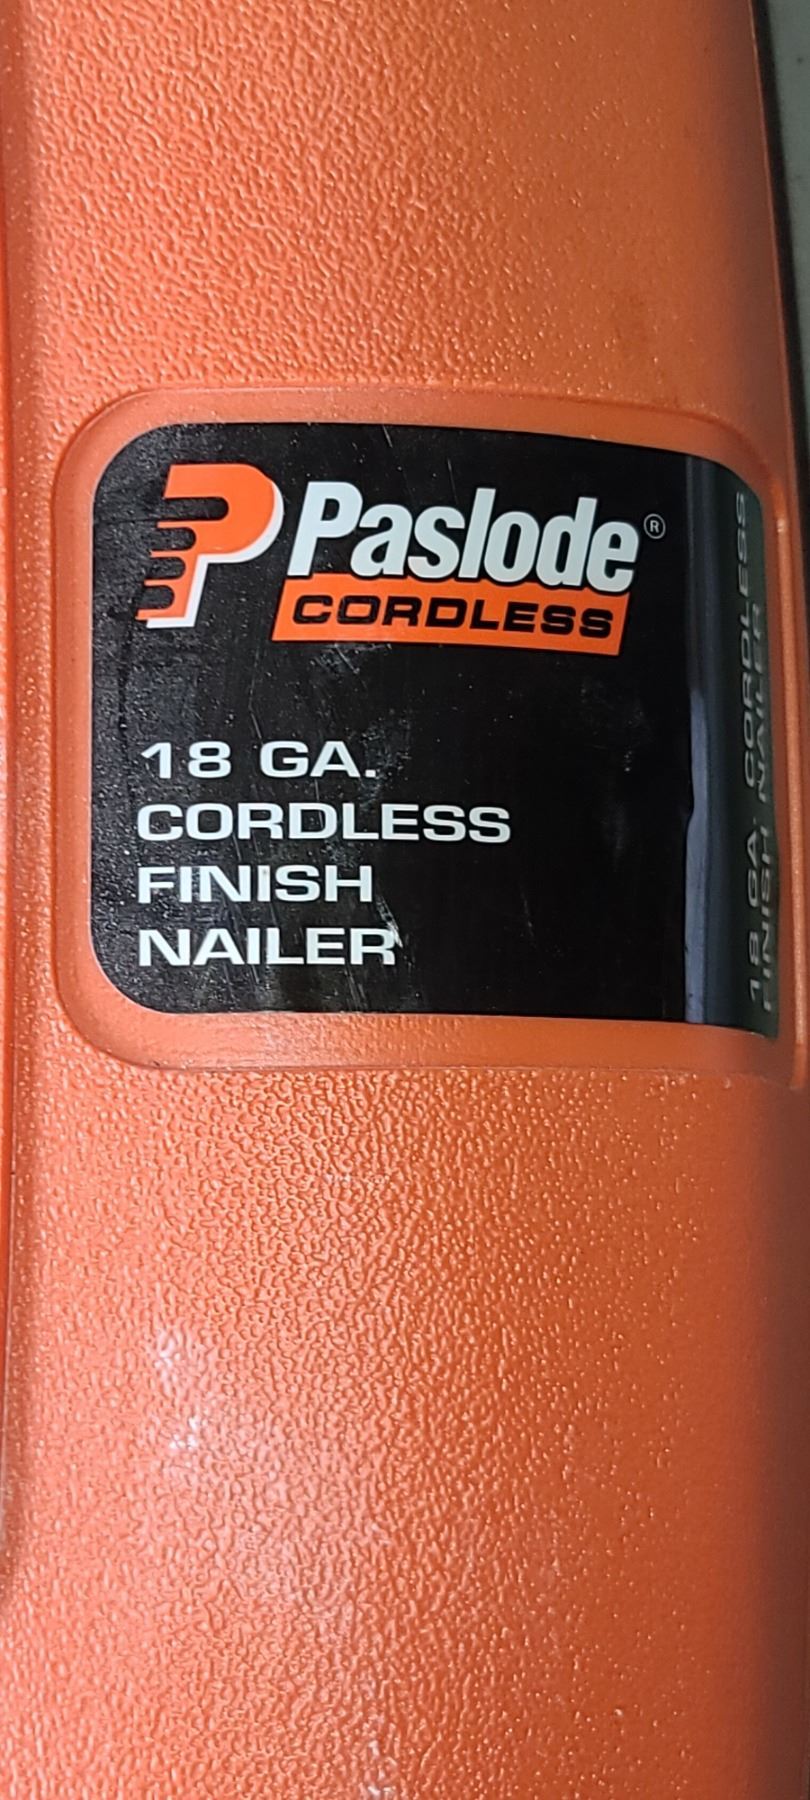 Paslode®
CORDLESS
18 GA.
CORDLESS
FINISH
NAILER
18 GA. CORDLESS
FINISH NAILER